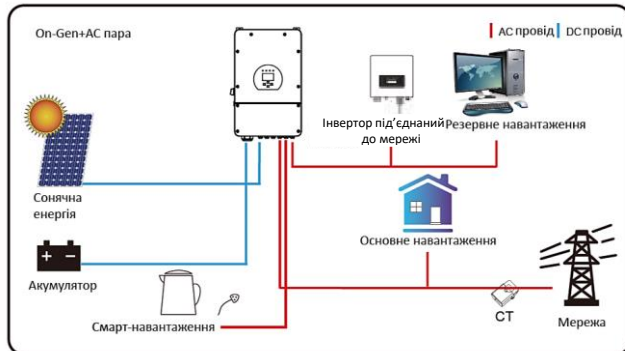 On-Gen+AC пара
AC провід
DC провід
Інвертор під’єднаний
до мережі
Резервне навантаження
Сонячна
енергія
Основне навантаження
Акумулятор
CT
Мережа
Смарт-навантаження